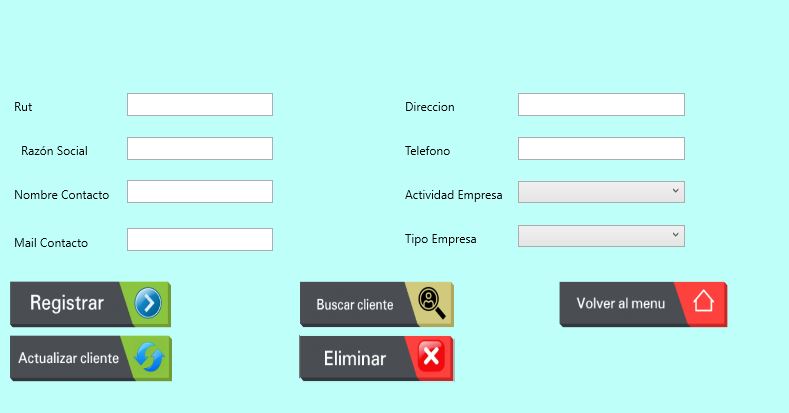 Rut
Direccion
Razón Social
Telefono
Nombre Contacto
Actividad Empresa
Mail Contacto
Tipo Empresa
Registrar
Buscar cliente
Volver al menu
Actualizar cliente
Eliminar